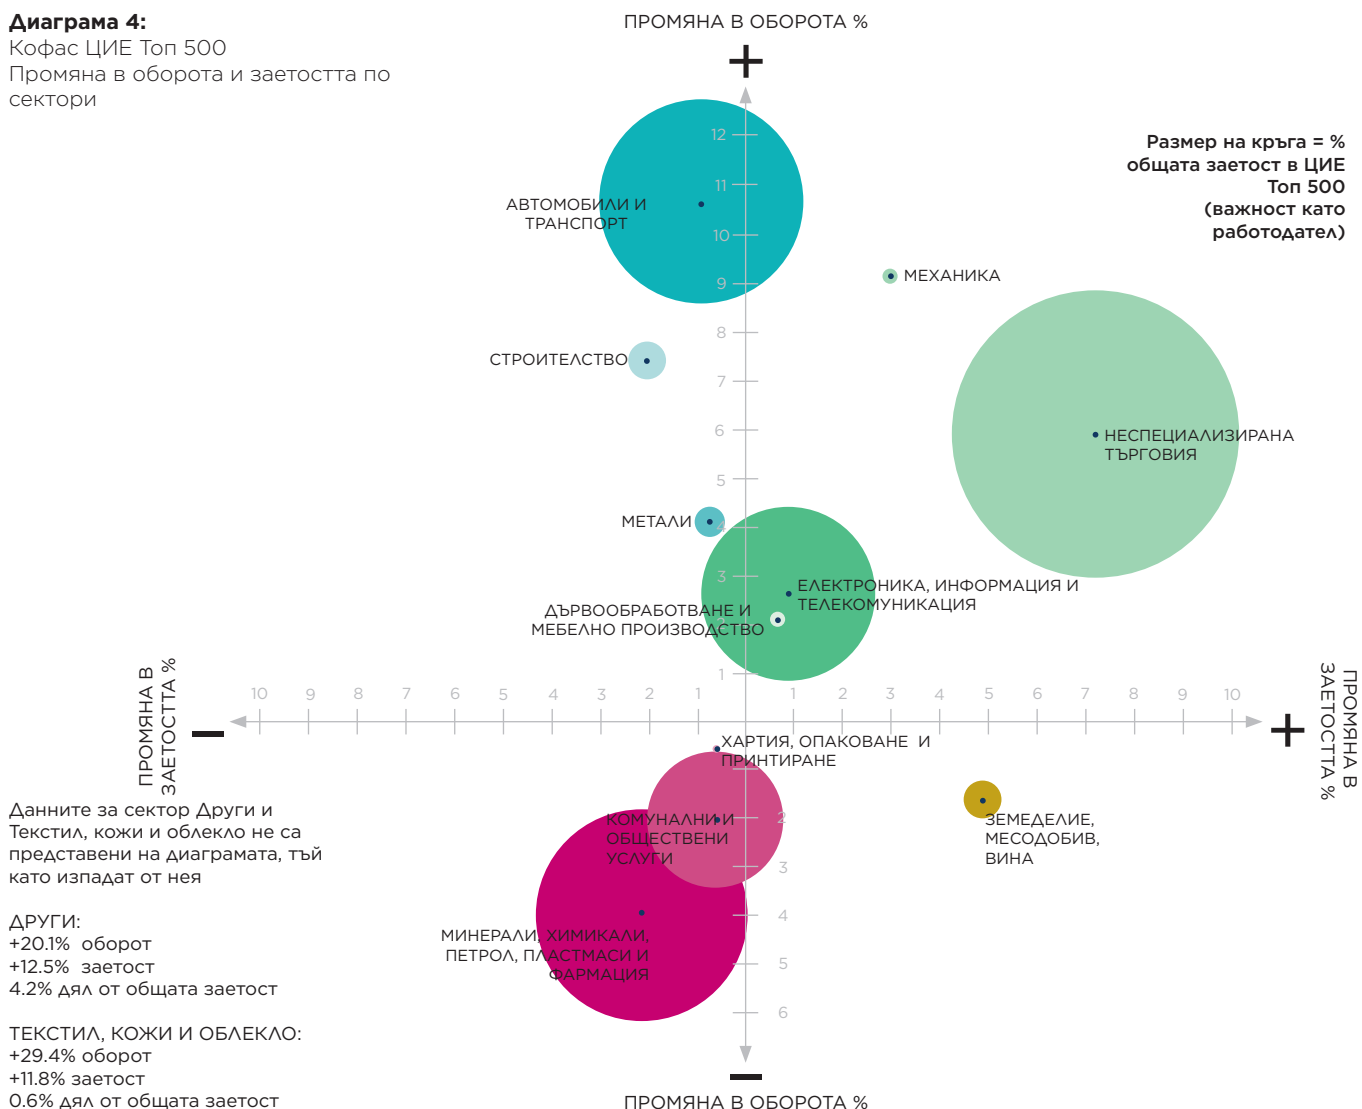 Диаграма 4:
Кофас ЦИЕ Топ 500
Промяна в оборота и заетостта по
сектори
ПРОМЯНА В ОБОРОТА %
+
Размер на кръга = %
общата заетост в ЦИЕ
Топ 500
(важност като
работодател)
12
11
10
9
8
7
6
5
4
3
2
1
АВТОМОБИЛИ И
ТРАНСПОРТ
МЕХАНИКА
СТРОИТЕЛСТВО
НЕСПЕЦИАЛИЗИРАНА
ТЪРГОВИЯ
МЕТАЛИ
ЕЛЕКТРОНИКА, ИНФОРМАЦИЯ И
ТЕЛЕКОМУНИКАЦИЯ
ДЪРВООБРАБОТВАНЕ И
МЕБЕЛНО ПРОИЗВОДСТВО
ПРОМЯНА В
ЗАЕТОСТТА %
−
10 9 8 7 6 5 4 3 2 1 1 2 3 4 5 6 7 8 9 10
+
ПРОМЯНА В
ЗАЕТОСТТА %
ХАРТИЯ, ОПАКОВАНЕ И
ПРИНТИРАНЕ
КОМУНАЛНИ И
ОБЩЕСТВЕНИ
УСЛУГИ
ЗЕМЕДЕЛИЕ,
МЕСОДОБИВ,
ВИНА
МИНЕРАЛИ, ХИМИКАЛИ,
ПЕТРОЛ, ПЛАСТМАСИ И
ФАРМАЦИЯ
2
3
4
5
6
−
ПРОМЯНА В ОБОРОТА %
Данните за сектор Други и
Текстил, кожи и облекло не са
представени на диаграмата, тъй
като изпадат от нея
ДРУГИ:
+20.1% оборот
+12.5% заетост
4.2% дял от общата заетост
ТЕКСТИЛ, КОЖИ И ОБЛЕКЛО:
+29.4% оборот
+11.8% заетост
0.6% дял от общата заетост